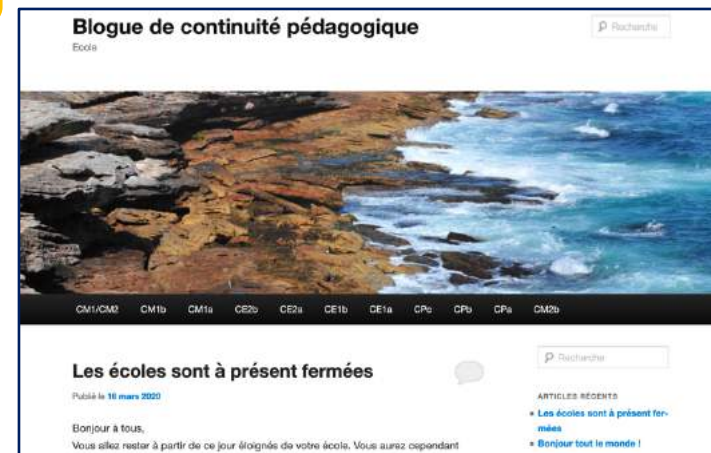 Blogue de continuité pédagogique
Ecole
Recherche
CM1/CM2 CM1b CM1a CE2b CE2a CE1b CE1a CPc CPb CPa CM2b
Les écoles sont à présent fermées
Publié le 16 mars 2020
Bonjour à tous,
Vous allez rester à partir de ce jour éloignés de votre école. Vous aurez cependant
Recherche
ARTICLES RÉCENTS
Les écoles sont à présent fer-
mées
Bonjour tout le monde !